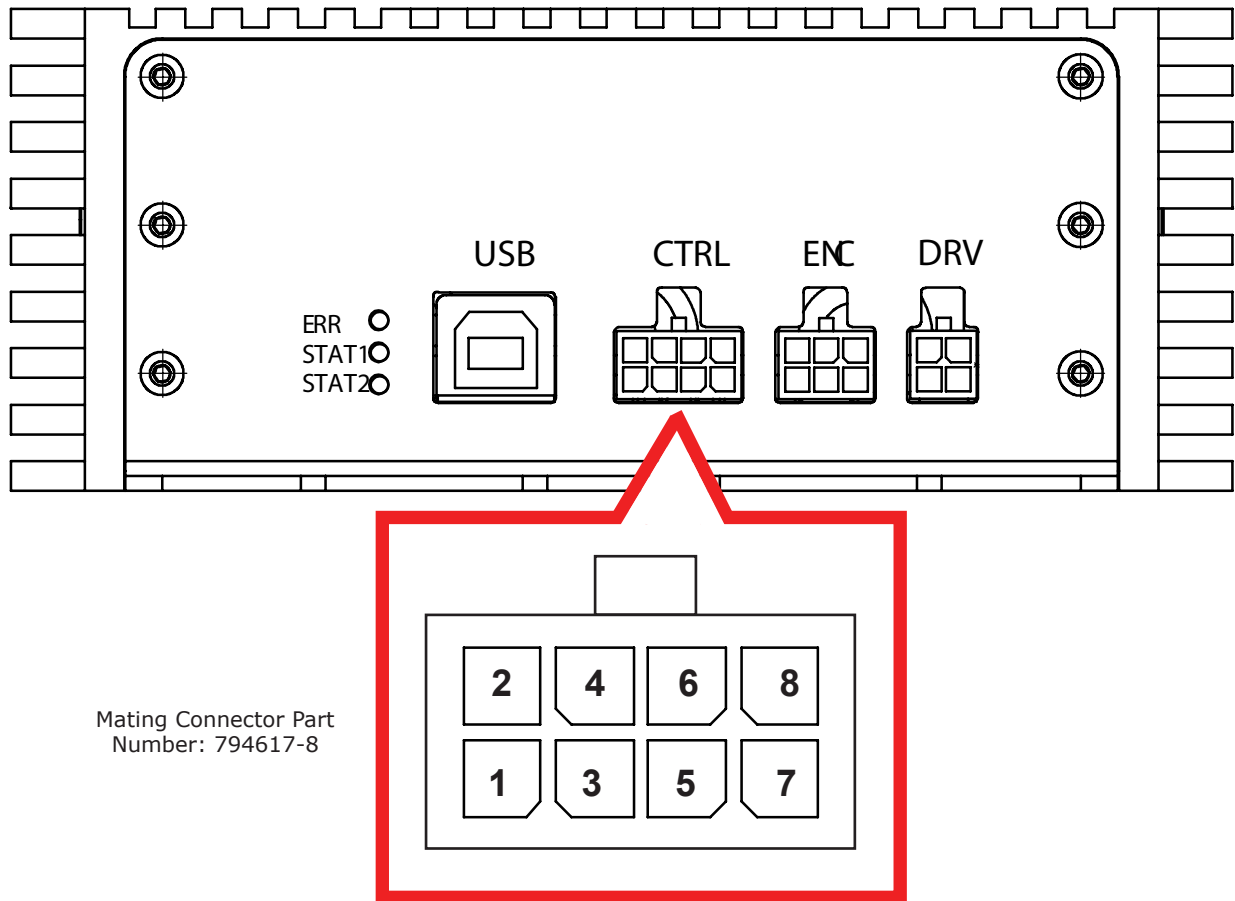 USB
CTRL
ENC
DRV
ERR
STAT1
STAT2
2 4 6 8
1 3 5 7
Mating Connector Part
Number: 794617-8